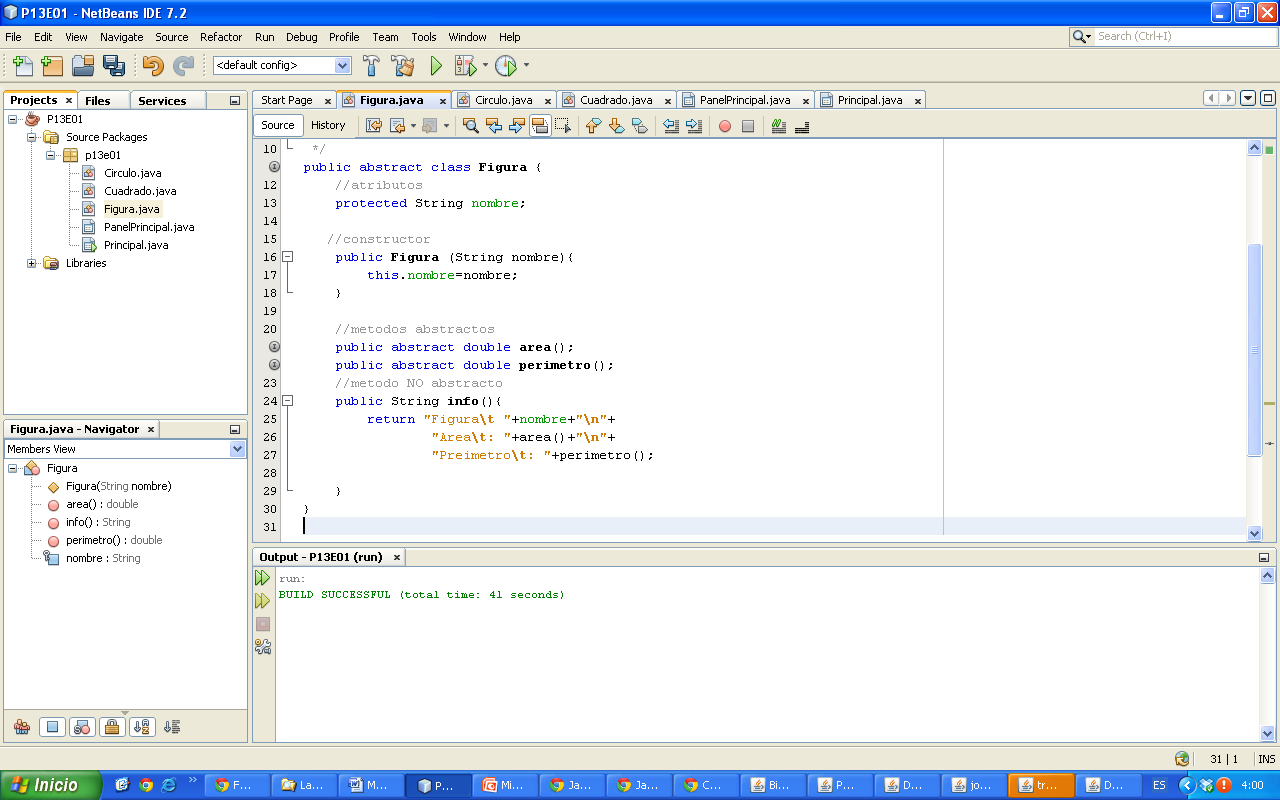 P13E01 - NetBeans IDE 7.2
File Edit View Navigate Source Refactor Run Debug Profile Team Tools Window Help
Search (Ctrl+I)
<default config>
Projects × Files Services
P13E01
Source Packages
p13e01
Circulo.java
Cuadrado.java
Figura.java
PanelPrincipal.java
Principal.java
Libraries
Figura.java - Navigator ×
Members View
Figura
Figura(String nombre)
area() : double
info() : String
perimetro() : double
nombre : String
Start Page × Figura.java × Circulo.java × Cuadrado.java × PanelPrincipal.java × Principal.java ×
Source History
10 */
public abstract class Figura {
12 //atributos
13 protected String nombre;
14
15 //constructor
16 public Figura (String nombre){
17 this.nombre=nombre;
18 }
19
20 //metodos abstractos
public abstract double area();
public abstract double perimetro();
23 //metodo NO abstracto
24 public String info(){
25 return "Figura\t "+nombre+"\n"+
26 "Area\t: "+area()+"\n"+
27 "Preimetro\t: "+perimetro();
28
29 }
30 }
31
Output - P13E01 (run) ×
run:
BUILD SUCCESSFUL (total time: 41 seconds)
31 | 1 INS
Inicio » F... La... M... P... Mi... Ja... Ja... C... Bi... P... D... jo... tr... D... ES 4:00